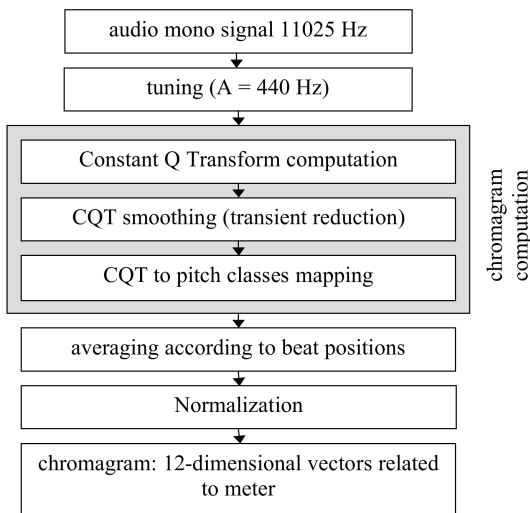 audio mono signal 11025 Hz
tuning (A = 440 Hz)
Constant Q Transform computation
CQT smoothing (transient reduction)
CQT to pitch classes mapping
chromagram
computation
averaging according to beat positions
Normalization
chromagram: 12-dimensional vectors related
to meter